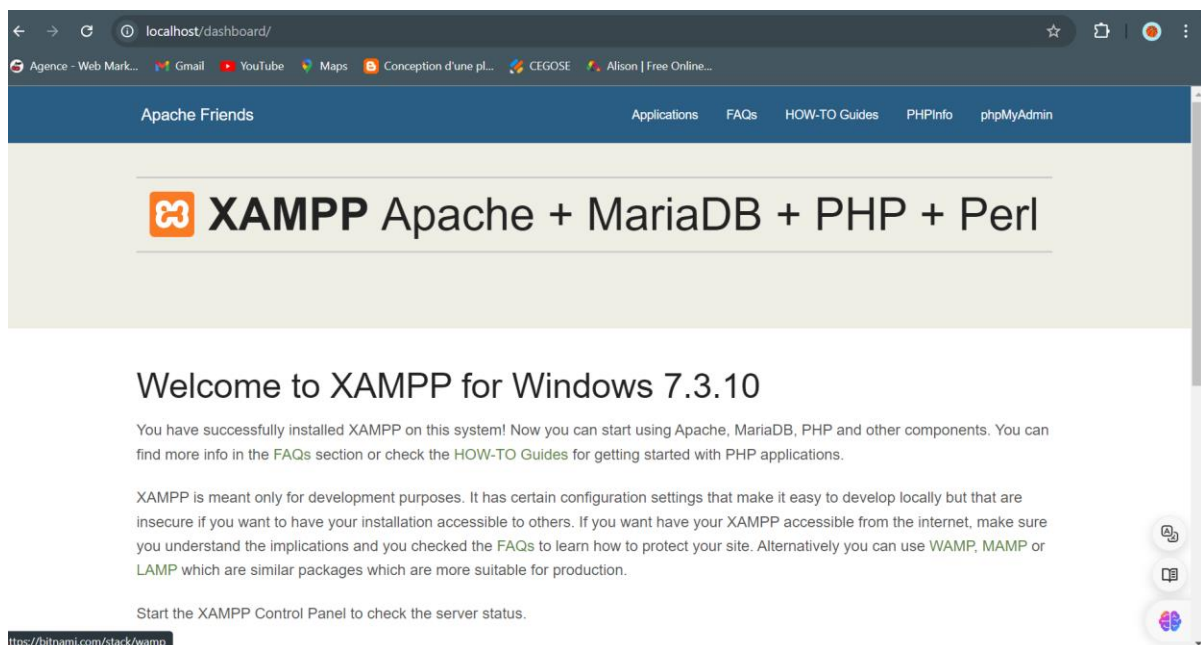 localhost/dashboard/
Agence - Web Mark... Gmail YouTube Maps Conception d'une pl... CEGOSE Alison | Free Online...
Apache Friends Applications FAQs HOW-TO Guides PHPInfo phpMyAdmin
XAMPP Apache + MariaDB + PHP + Perl
Welcome to XAMPP for Windows 7.3.10
You have successfully installed XAMPP on this system! Now you can start using Apache, MariaDB, PHP and other components. You can
find more info in the FAQs section or check the HOW-TO Guides for getting started with PHP applications.
XAMPP is meant only for development purposes. It has certain configuration settings that make it easy to develop locally but that are
insecure if you want to have your installation accessible to others. If you want have your XAMPP accessible from the internet, make sure
you understand the implications and you checked the FAQs to learn how to protect your site. Alternatively you can use WAMP, MAMP or
LAMP which are similar packages which are more suitable for production.
Start the XAMPP Control Panel to check the server status.
ttps://bitnami.com/stack/wamp